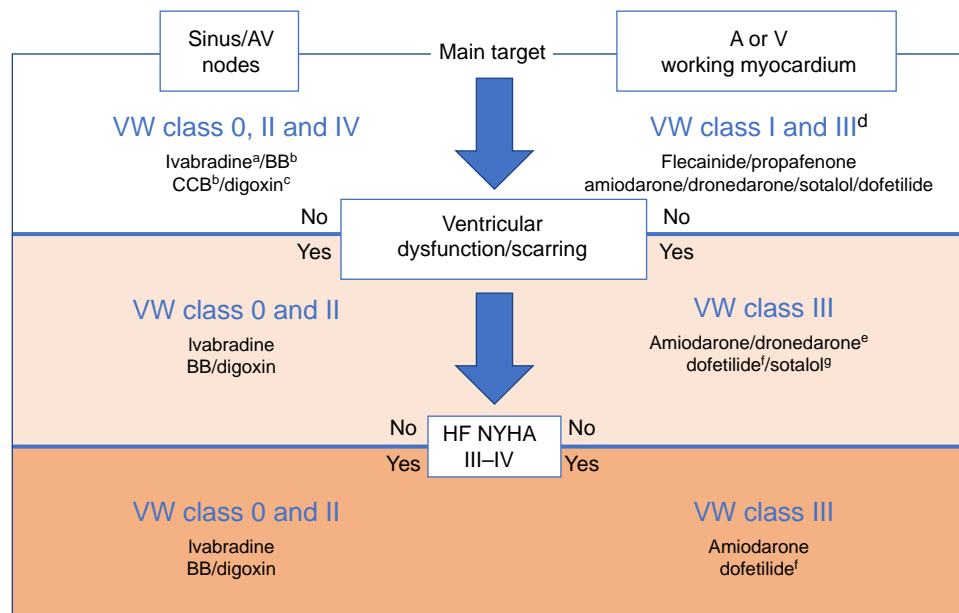 Sinus/AV
nodes
Main target
A or V
working myocardium
VW class 0, II and IV
Ivabradineᵃ/BBᵇ
CCBᵇ/digoxinᶜ
VW class I and IIIᵈ
Flecainide/propafenone
amiodarone/dronedarone/sotalol/dofetilide
No
Yes
Ventricular
dysfunction/scarring
No
Yes
VW class 0 and II
Ivabradine
BB/digoxin
VW class III
Amiodarone/dronedaroneᵉ
dofetilideᶠ/sotalolᵍ
No
Yes
HF NYHA
III–IV
No
Yes
VW class 0 and II
Ivabradine
BB/digoxin
VW class III
Amiodarone
dofetilideᶠ